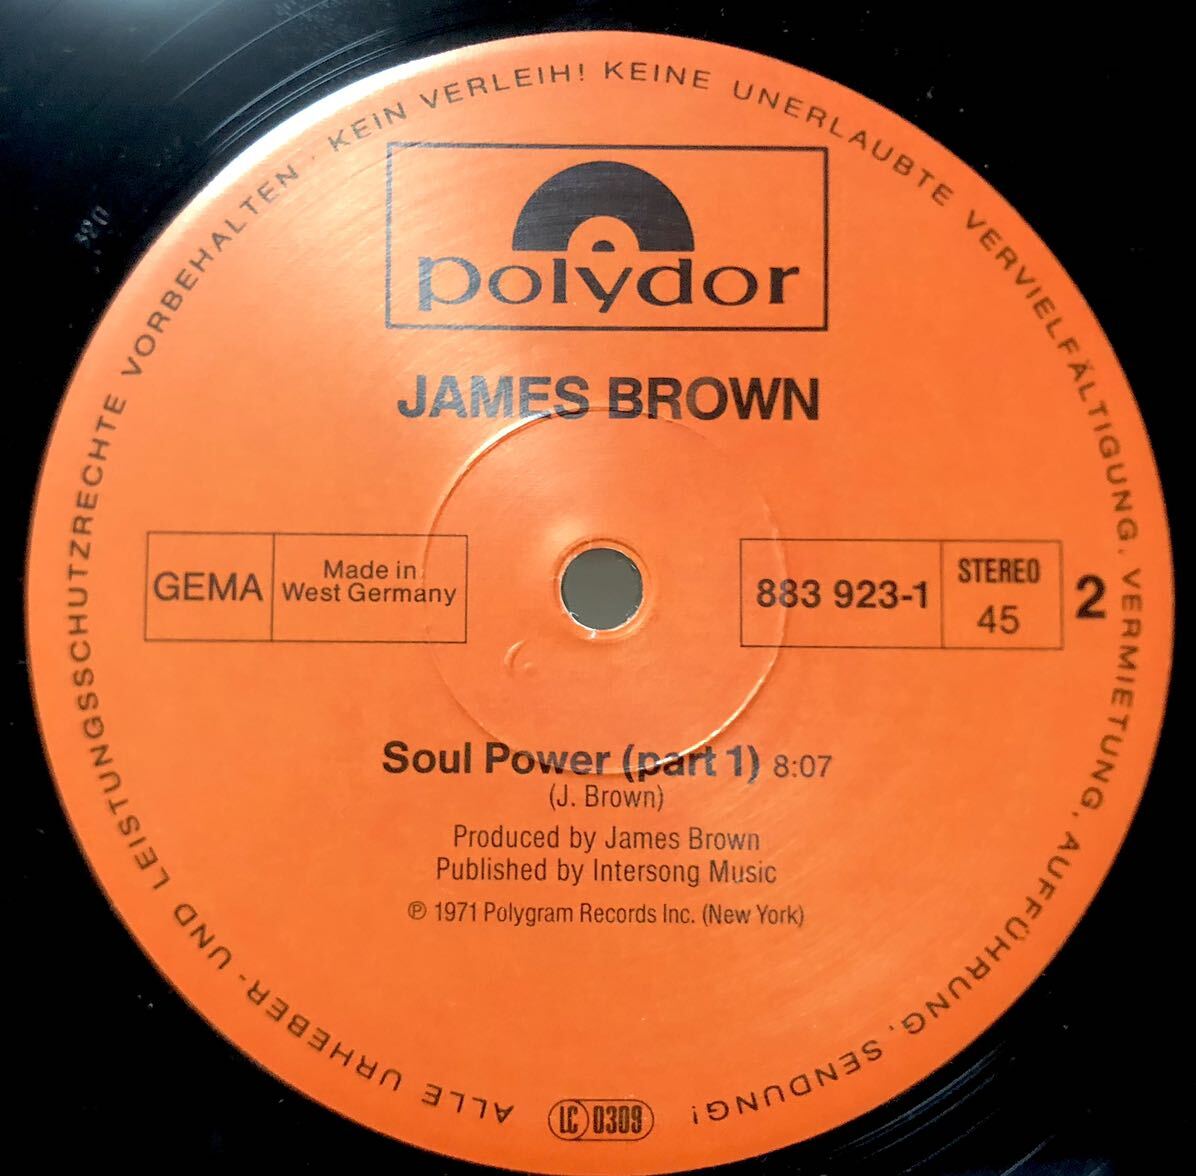 ALLE URHEBER- UND LEISTUNGSSCHUTZRECHTE VORBEHALTEN · KEIN VERLEIH! KEINE UNERLAUBTE VERVIELFÄLTIGUNG, VERMIETUNG, AUFFÜHRUNG, SENDUNG!
polydor
JAMES BROWN
GEMA
Made in
West Germany
883 923-1
STEREO
45
2
Soul Power (part 1) 8:07
(J. Brown)
Produced by James Brown
Published by Intersong Music
℗ 1971 Polygram Records Inc. (New York)
LC 0309